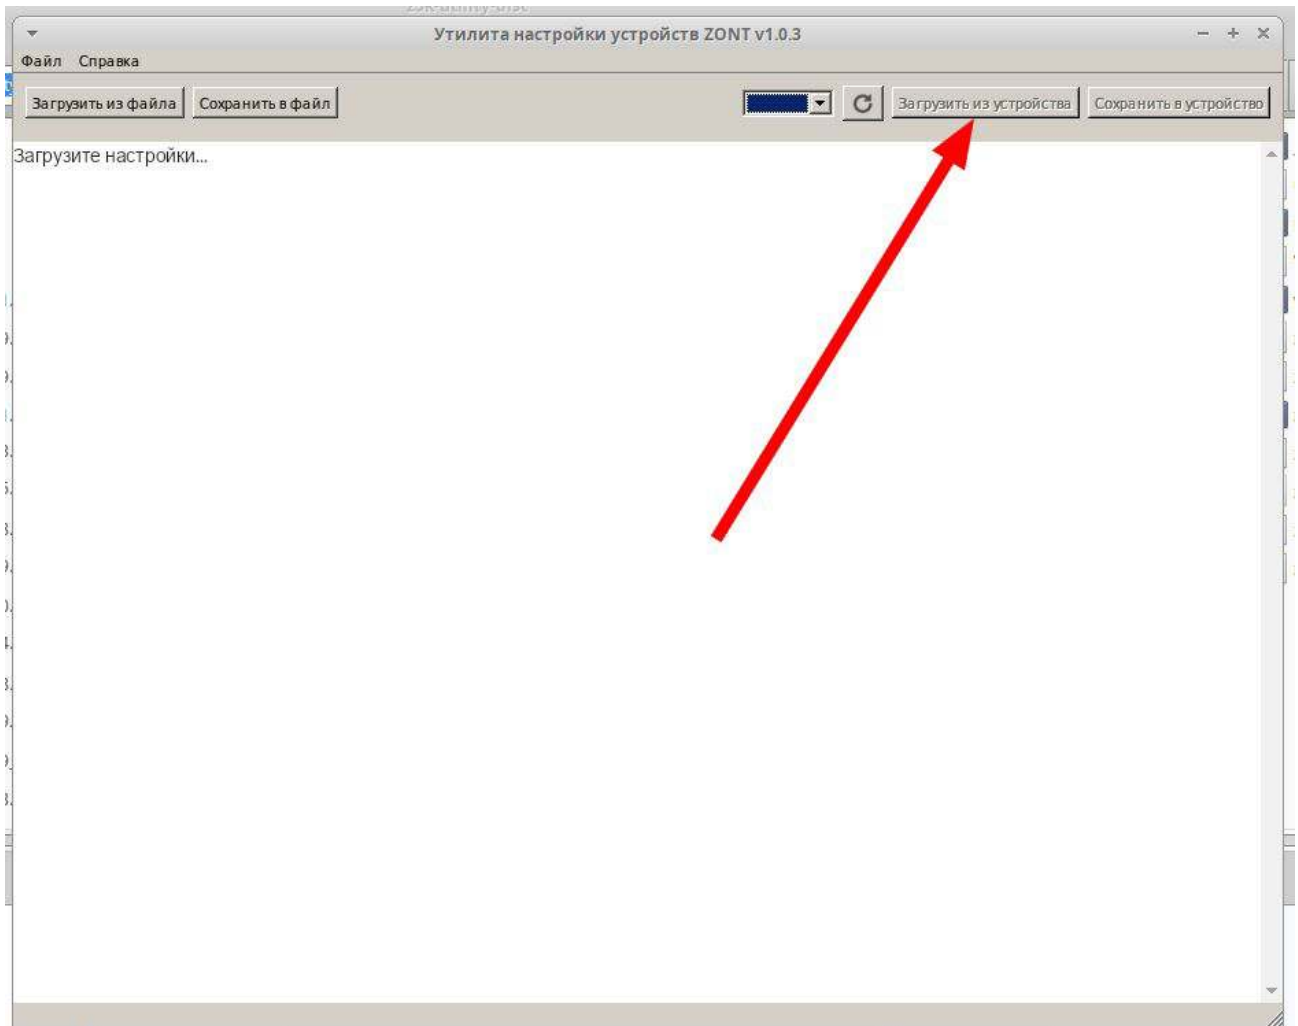 Утилита настройки устройств ZONT v1.0.3
Файл Справка
Загрузить из файла Сохранить в файл Загрузить из устройства Сохранить в устройство
Загрузите настройки...